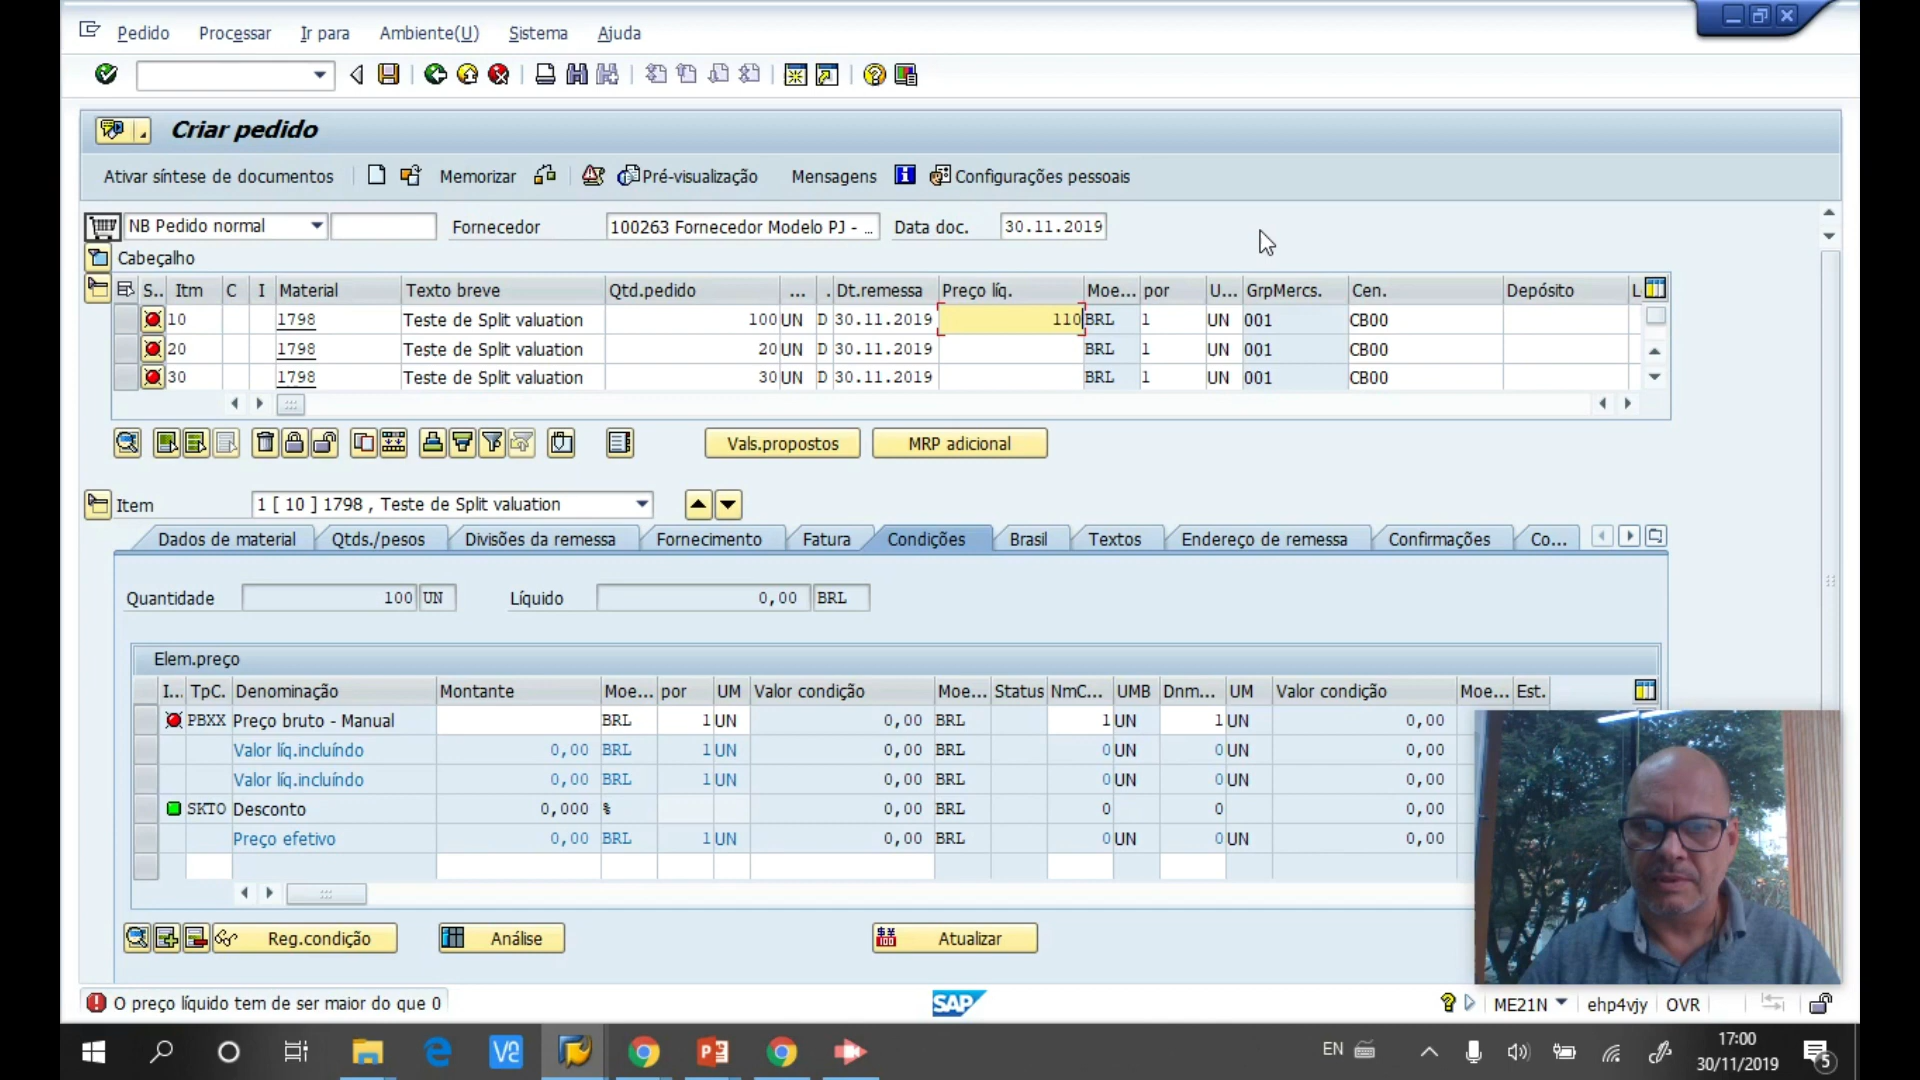 Pedido Processar Ir para Ambiente(U) Sistema Ajuda
Criar pedido
Ativar síntese de documentos Memorizar Pré-visualização Mensagens Configurações pessoais
NB Pedido normal Fornecedor 100263 Fornecedor Modelo PJ - ... Data doc. 30.11.2019
Cabeçalho
S.. Itm C I Material Texto breve Qtd.pedido ... . Dt.remessa Preço líq. Moe... por U... GrpMercs. Cen. Depósito L
10 1798 Teste de Split valuation 100 UN D 30.11.2019 110 BRL 1 UN 001 CB00
20 1798 Teste de Split valuation 20 UN D 30.11.2019 BRL 1 UN 001 CB00
30 1798 Teste de Split valuation 30 UN D 30.11.2019 BRL 1 UN 001 CB00
Vals.propostos MRP adicional
Item 1 [ 10 ] 1798 , Teste de Split valuation
Dados de material Qtds./pesos Divisões da remessa Fornecimento Fatura Condições Brasil Textos Endereço de remessa Confirmações Co...
Quantidade 100 UN Líquido 0,00 BRL
Elem.preço
I... TpC. Denominação Montante Moe... por UM Valor condição Moe... Status NmC... UMB Dnm... UM Valor condição Moe... Est.
PBXX Preço bruto - Manual BRL 1 UN 0,00 BRL 1 UN 1 UN 0,00
Valor líq.incluíndo 0,00 BRL 1 UN 0,00 BRL 0 UN 0 UN 0,00
Valor líq.incluíndo 0,00 BRL 1 UN 0,00 BRL 0 UN 0 UN 0,00
SKTO Desconto 0,000 % 0,00 BRL 0 0 0,00
Preço efetivo 0,00 BRL 1 UN 0,00 BRL 0 UN 0 UN 0,00
Reg.condição Análise Atualizar
O preço líquido tem de ser maior do que 0 SAP ME21N ehp4vjy OVR
EN 17:00
30/11/2019 5